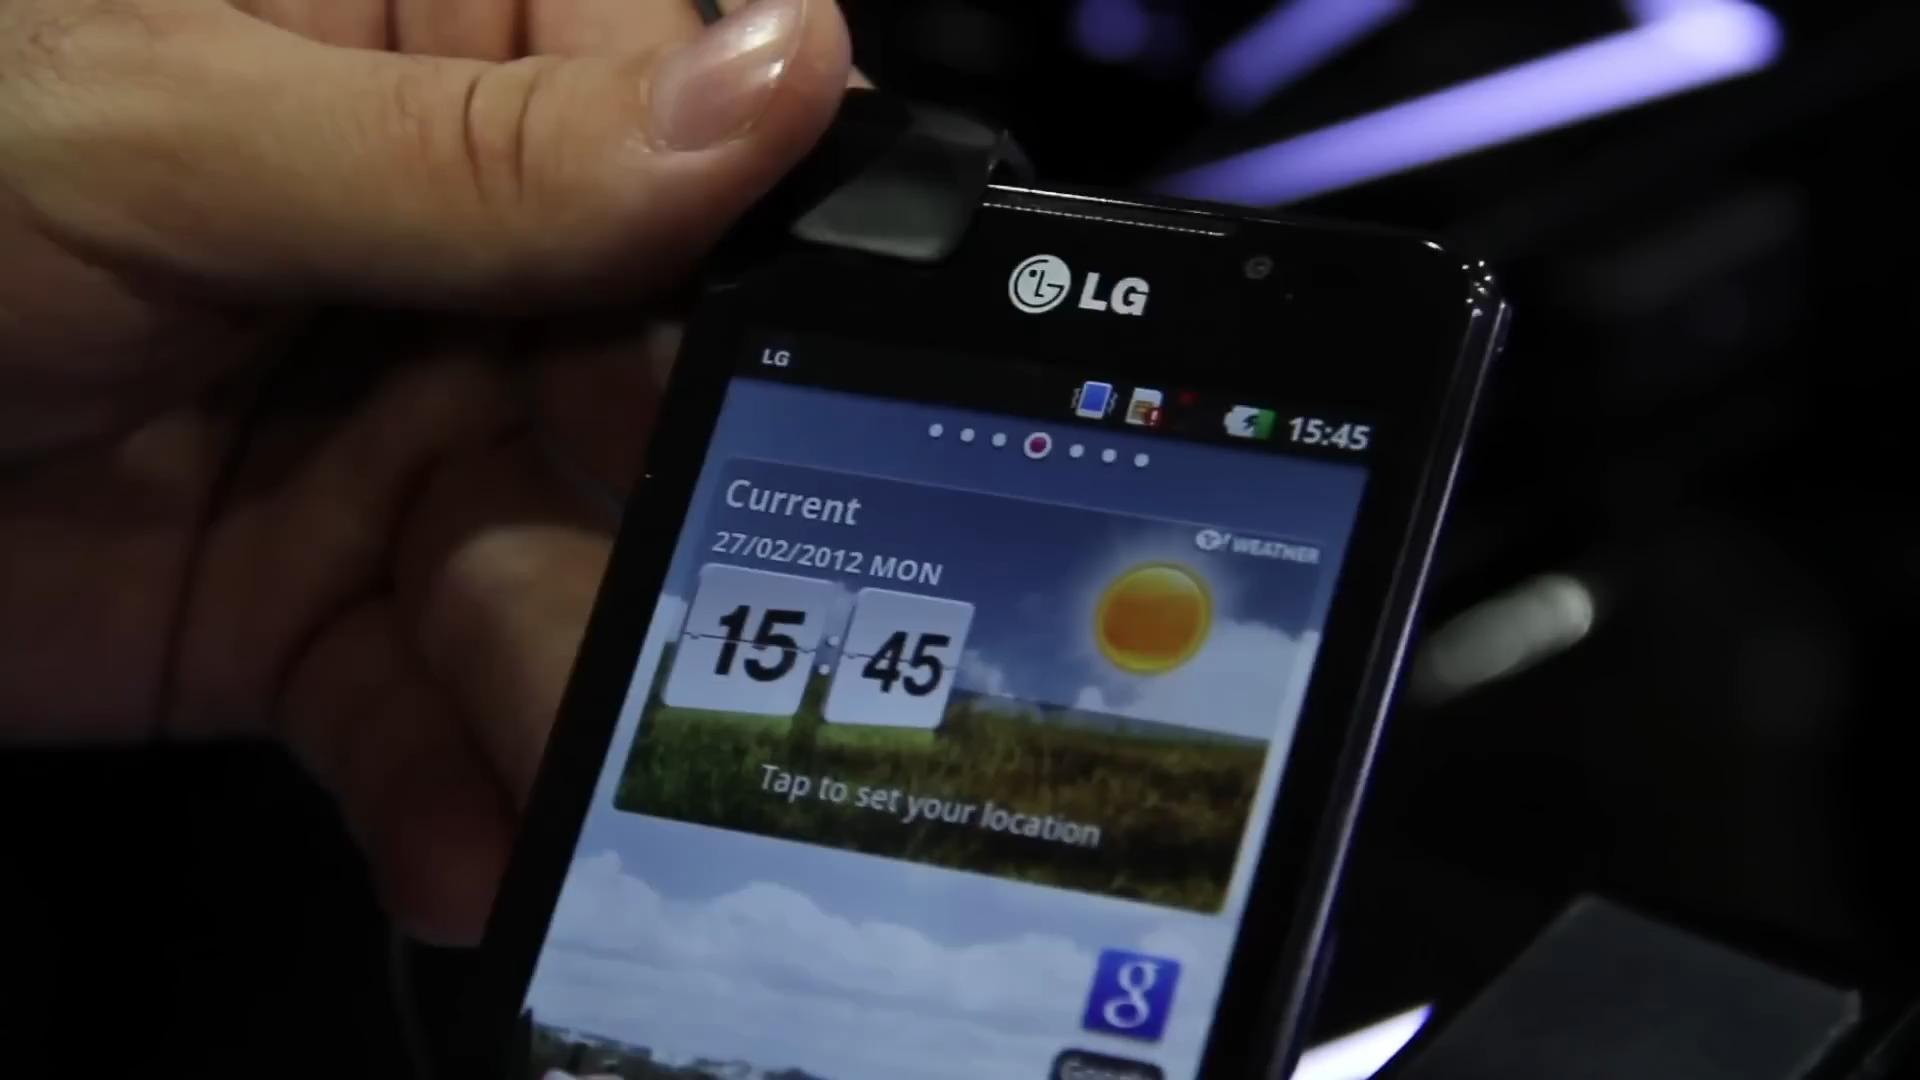 LG
LG
15:45
Current
WEATHER
27/02/2012 MON
15:45
Tap to set your location
g